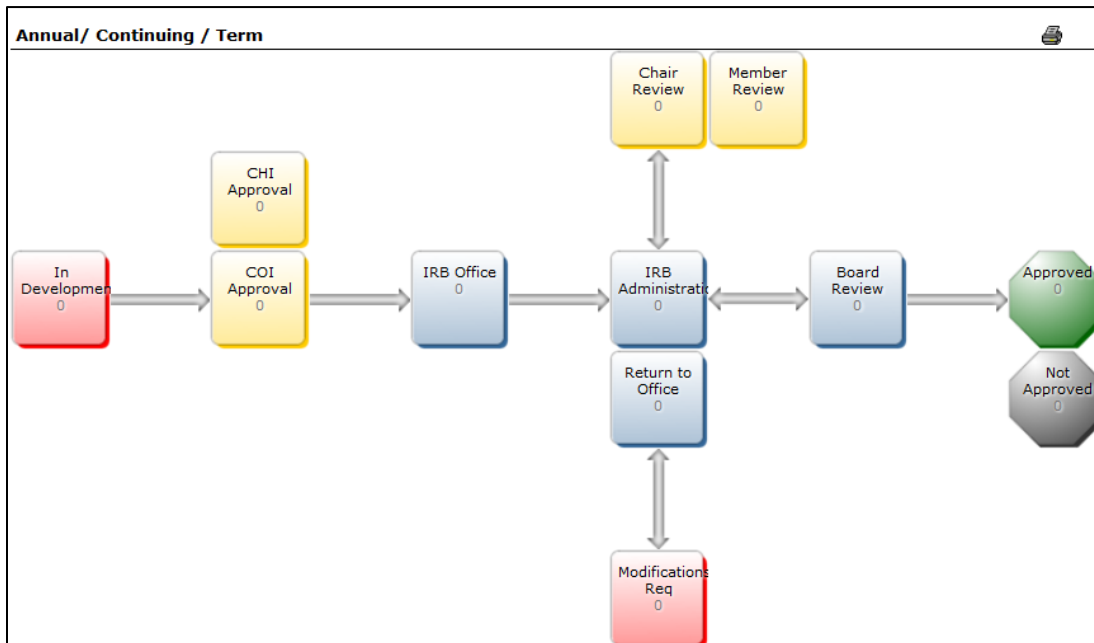 Annual/ Continuing / Term
Chair
Review
0
Member
Review
0
CHI
Approval
0
In
Developmen
0
COI
Approval
0
IRB Office
0
IRB
Administratic
0
Board
Review
0
Approved
0
Return to
Office
0
Not
Approved
0
Modifications
Req
0